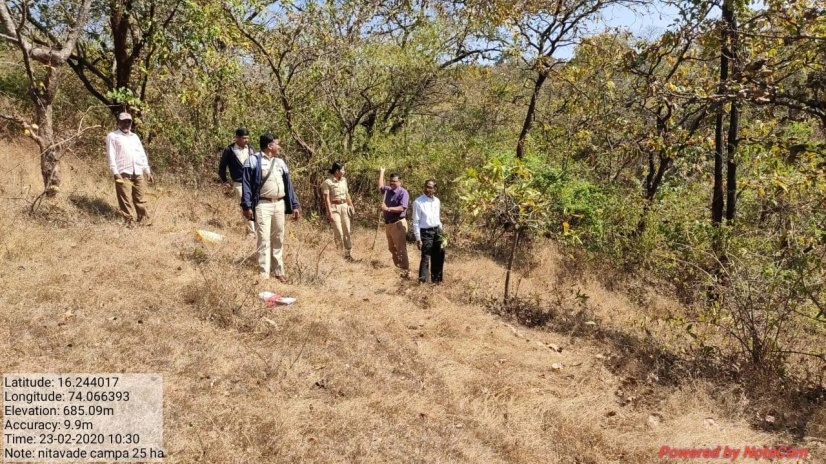 Latitude: 16.244017
Longitude: 74.066393
Elevation: 685.09m
Accuracy: 9.9m
Time: 23-02-2020 10:30
Note: nitavade campa 25 ha
Powered by NoteCam